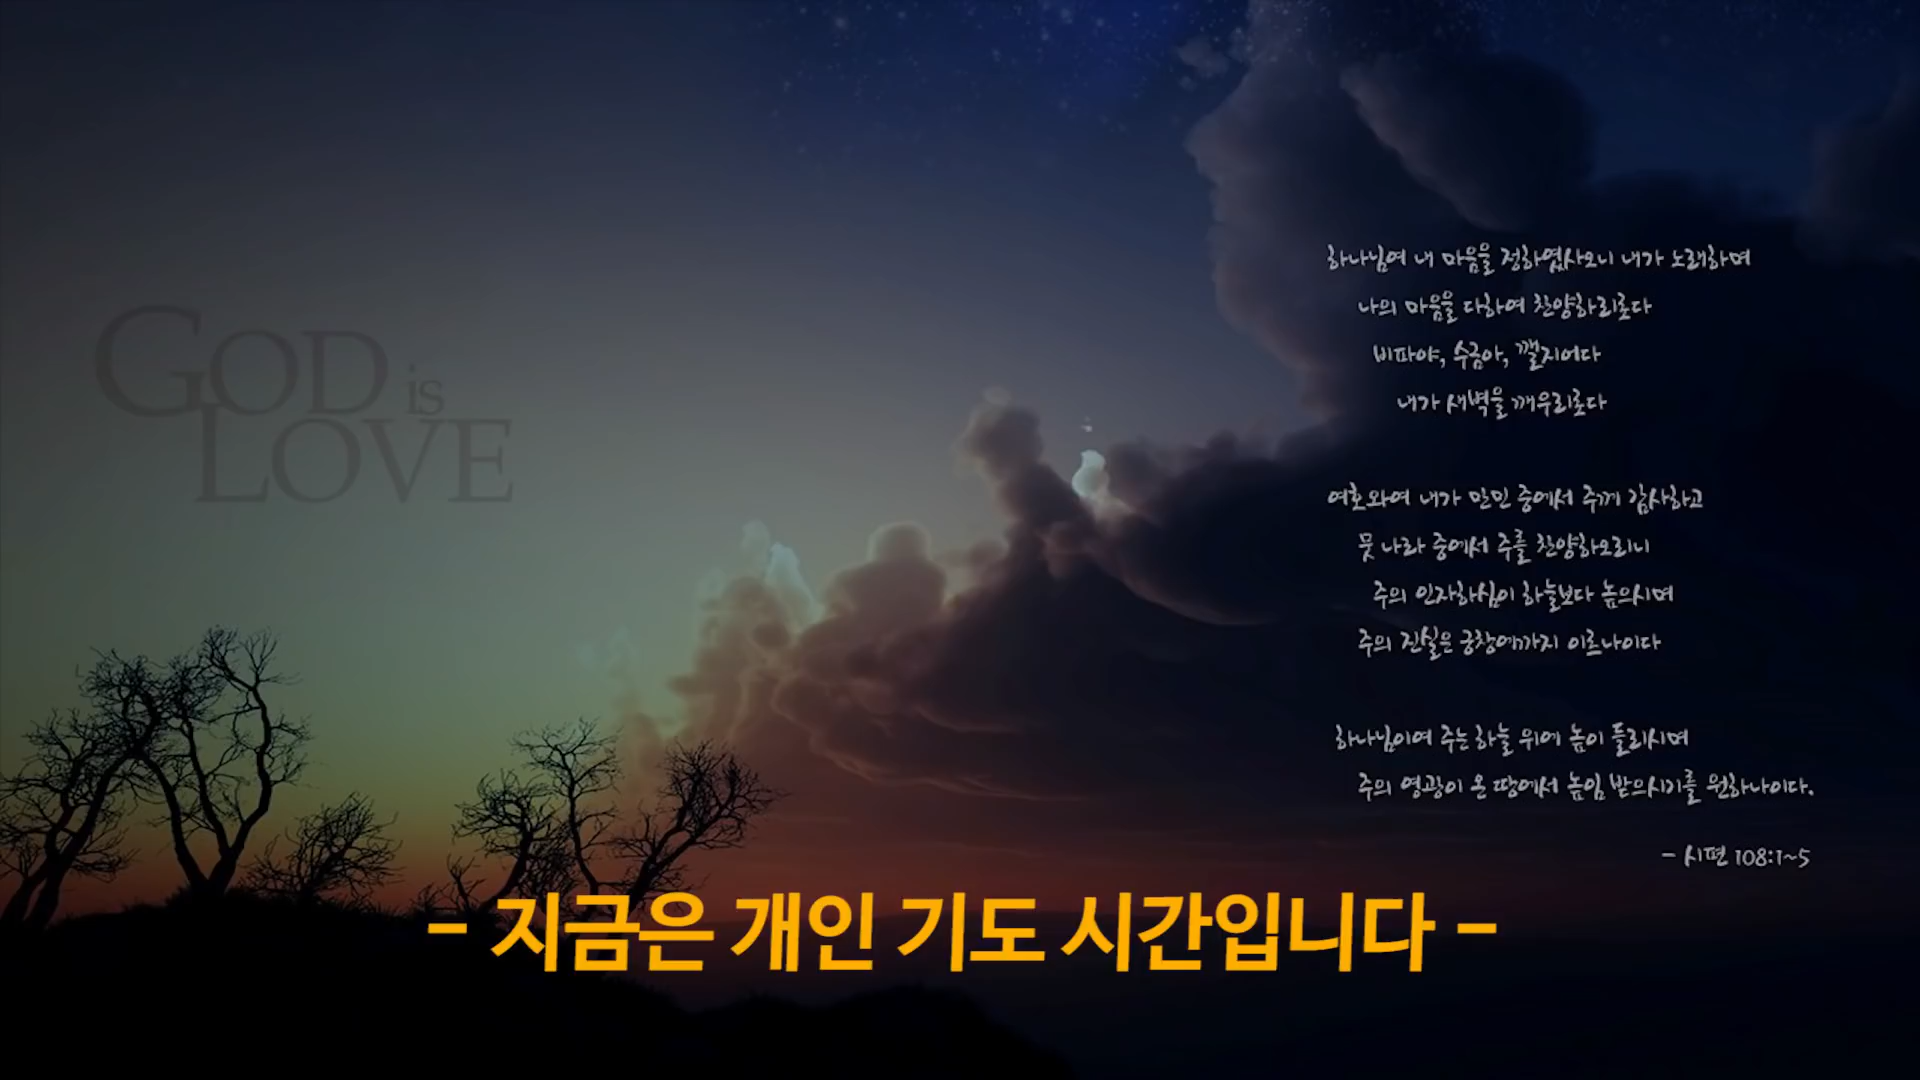 GOD is
LOVE
하나님여 내 마음을 정하였사오니 내가 노래하며
나의 마음을 다하여 찬양하리로다
비파야, 수금아, 깰지어다
내가 새벽을 깨우리로다
여호와여 내가 만민 중에서 주께 감사하고
뭇 나라 중에서 주를 찬양하오리니
주의 인자하심이 하늘보다 높으시며
주의 진실은 궁창에까지 이르나이다
하나님이여 주는 하늘 위에 높이 들리시며
주의 영광이 온 땅에서 높임 받으시기를 원하나이다.
- 시편 108:1~5
- 지금은 개인 기도 시간입니다 -